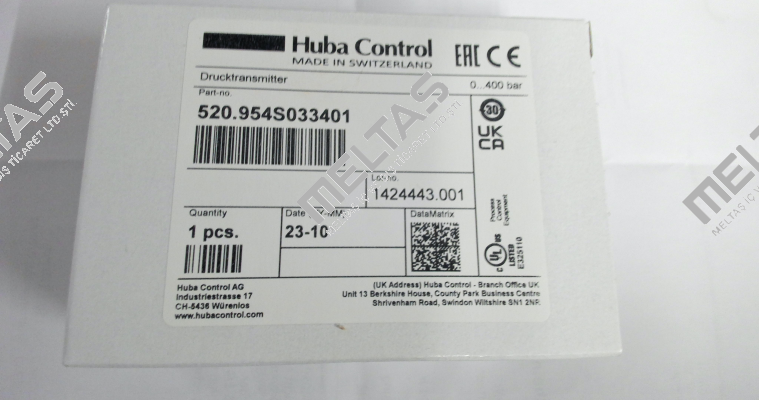 Huba Control
MADE IN SWITZERLAND
EAC CE
Drucktransmitter
0...400 bar
Part-no.
520.954S033401
30
UK
CA
Lot-no.
1424443.001
Quantity
1 pcs.
Date
23-10
DataMatrix
Process
Control
Equipment
C UL US
LISTED
E325110
Huba Control AG
Industriestrasse 17
CH-5436 Würenlos
www.hubacontrol.com
(UK Address) Huba Control - Branch Office UK
Unit 13 Berkshire House, County Park Business Centre
Shrivenham Road, Swindon Wiltshire SN1 2NR
MELTAS
MELTAS
MELTAS